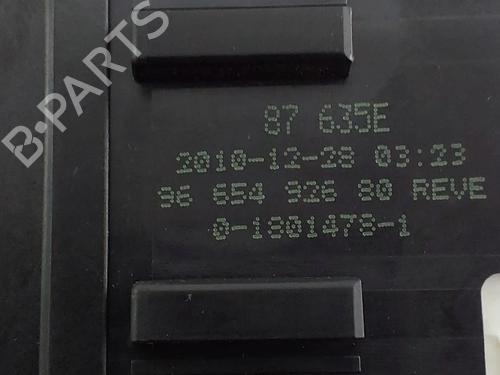 B-PARTS
87 635E
2010-12-28 03:23
96 654 926 80 REVE
0-1801478-1